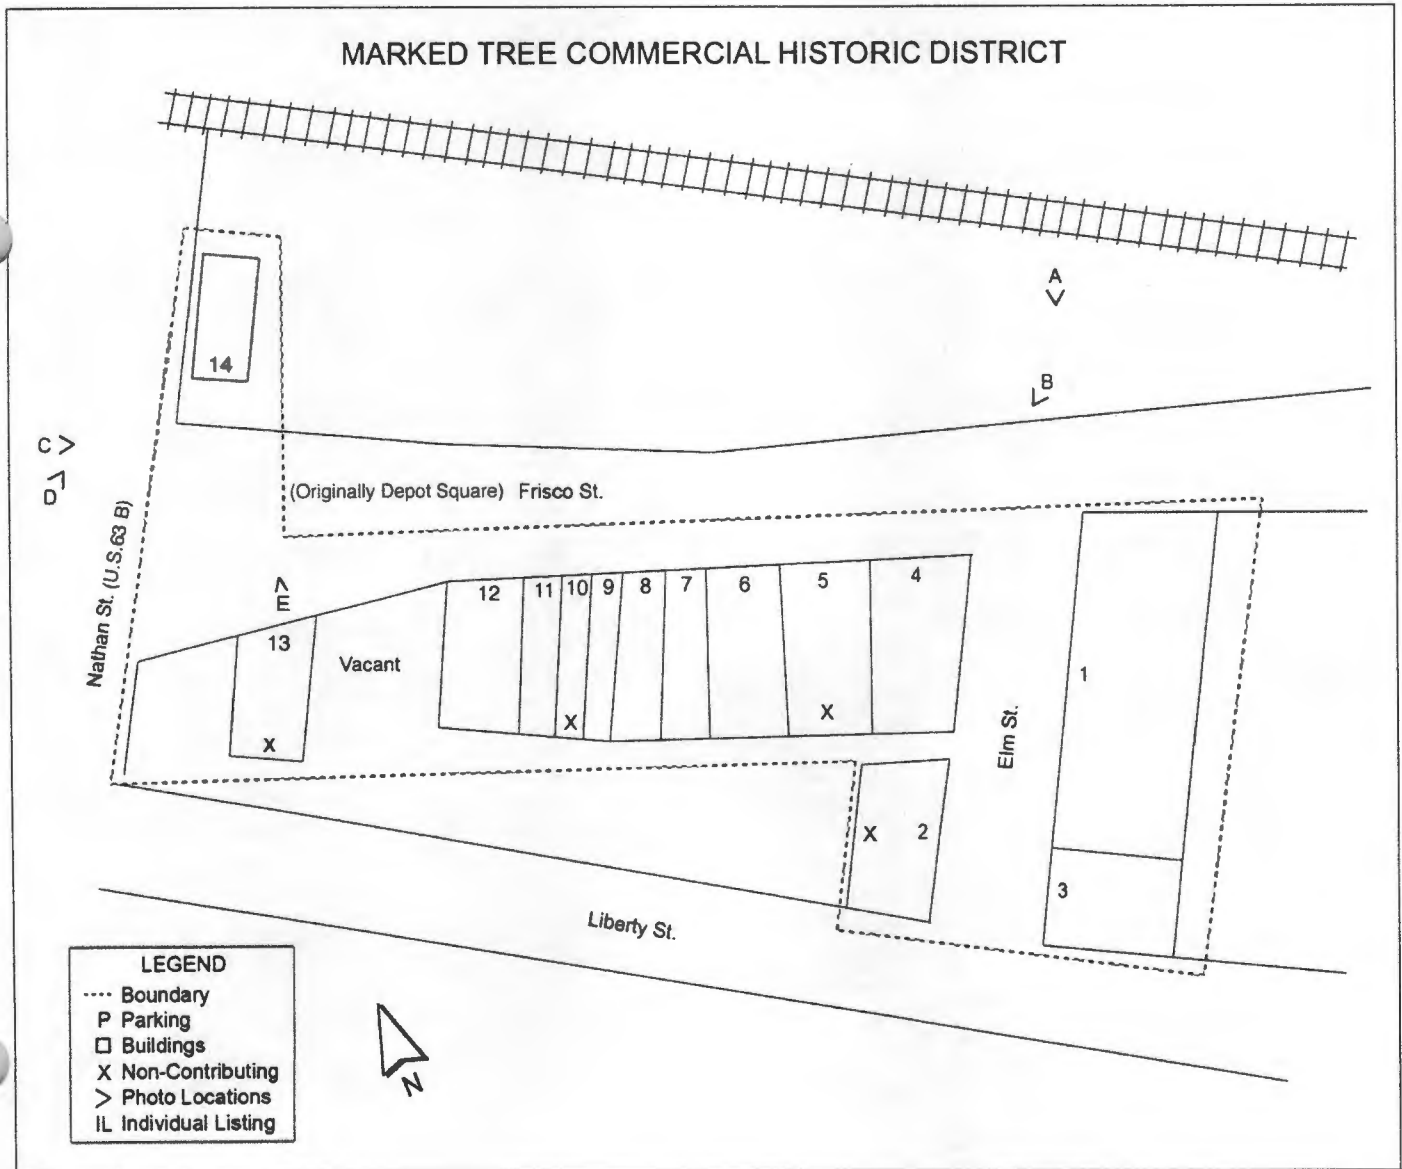 MARKED TREE COMMERCIAL HISTORIC DISTRICT
A
B
14
C
D
(Originally Depot Square) Frisco St.
Nathan St. (U.S.63 B)
E
13
Vacant
X
12 11 10 9 8 7 6 5 4
X
X
1
Elm St.
X 2
3
Liberty St.
LEGEND
Boundary
P Parking
Buildings
X Non-Contributing
> Photo Locations
IL Individual Listing
N